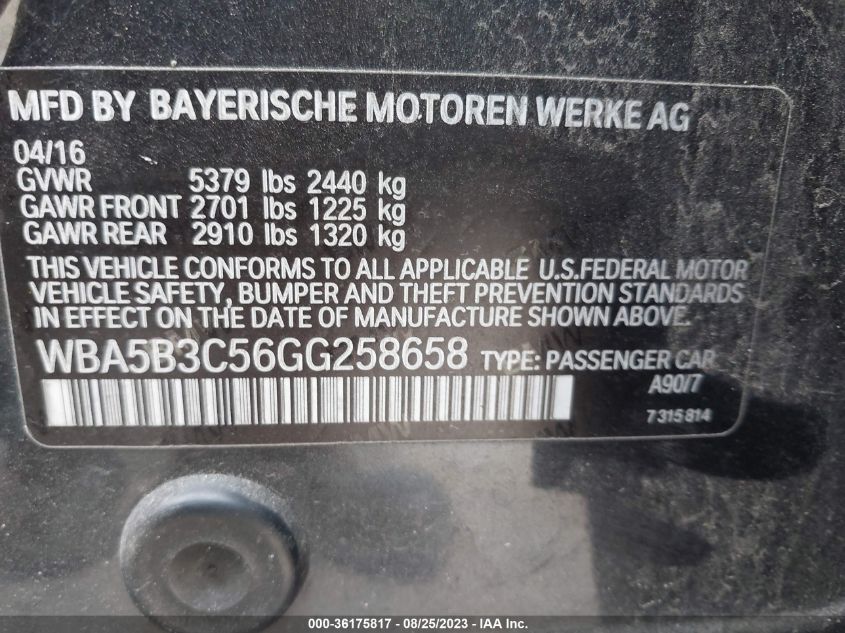 MFD BY BAYERISCHE MOTOREN WERKE AG
04/16
GVWR 5379 lbs 2440 kg
GAWR FRONT 2701 lbs 1225 kg
GAWR REAR 2910 lbs 1320 kg
THIS VEHICLE CONFORMS TO ALL APPLICABLE U.S.FEDERAL MOTOR
VEHICLE SAFETY, BUMPER AND THEFT PREVENTION STANDARDS
IN EFFECT ON THE DATE OF MANUFACTURE SHOWN ABOVE.
WBA5B3C56GG258658 TYPE: PASSENGER CAR
A90/7
7 315 814
000-36175817 - 08/25/2023 - IAA Inc.